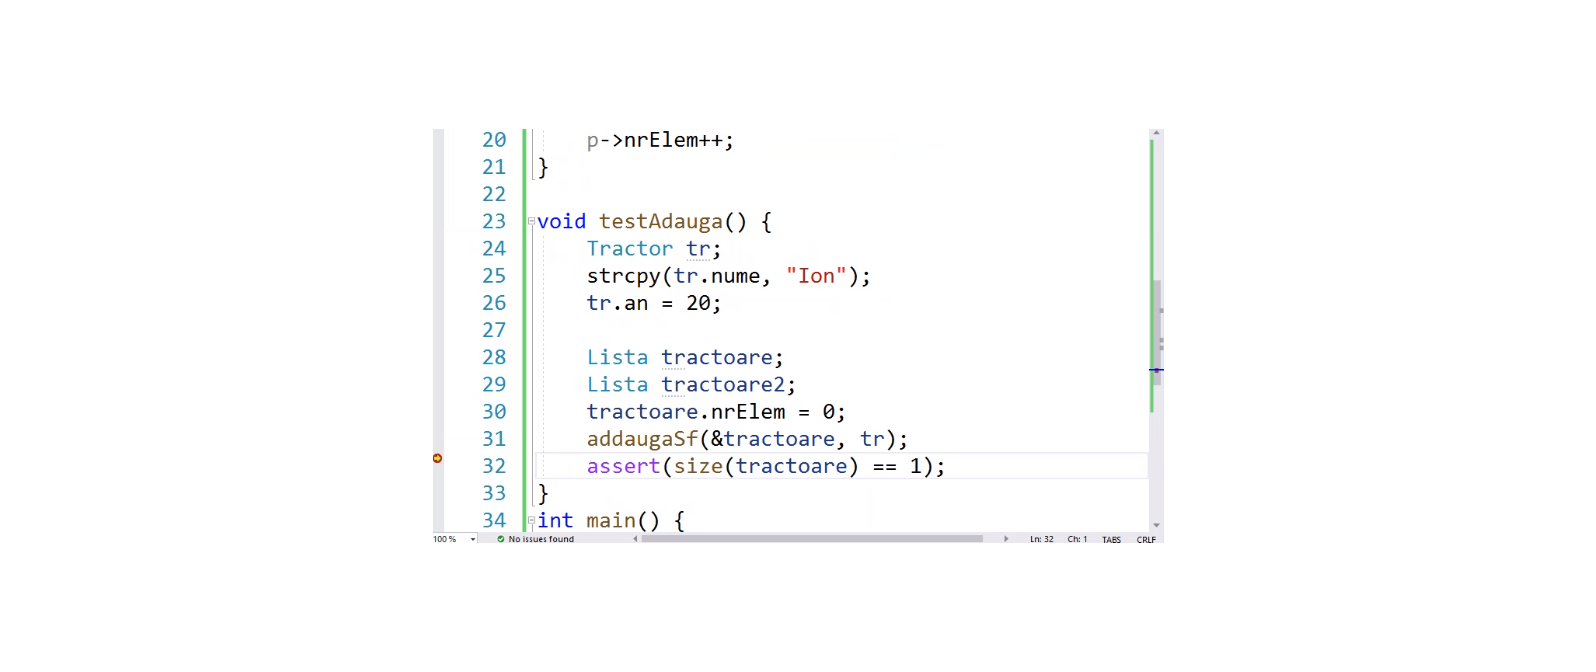 20 p->nrElem++;
21 }
22
23 void testAdauga() {
24 Tractor tr;
25 strcpy(tr.nume, "Ion");
26 tr.an = 20;
27
28 Lista tractoare;
29 Lista tractoare2;
30 tractoare.nrElem = 0;
31 addaugaSf(&tractoare, tr);
32 assert(size(tractoare) == 1);
33 }
34 int main() {
100 % No issues found Ln: 32 Ch: 1 TABS CRLF